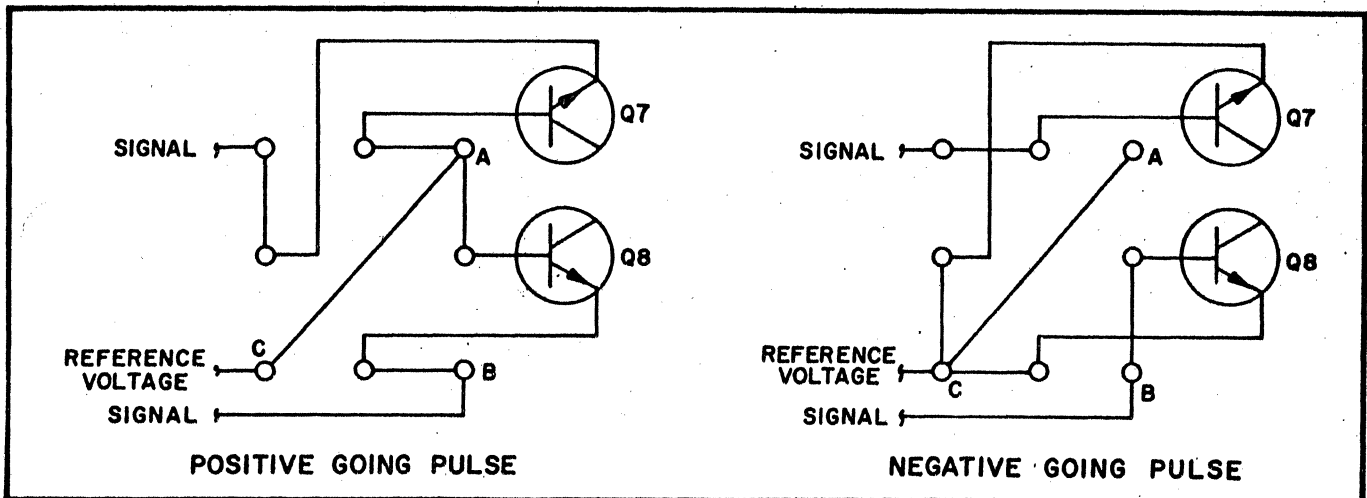 Q7
SIGNAL
A
Q8
C
REFERENCE
VOLTAGE
B
SIGNAL
POSITIVE GOING PULSE
Q7
SIGNAL
A
Q8
REFERENCE
VOLTAGE
C
B
SIGNAL
NEGATIVE GOING PULSE